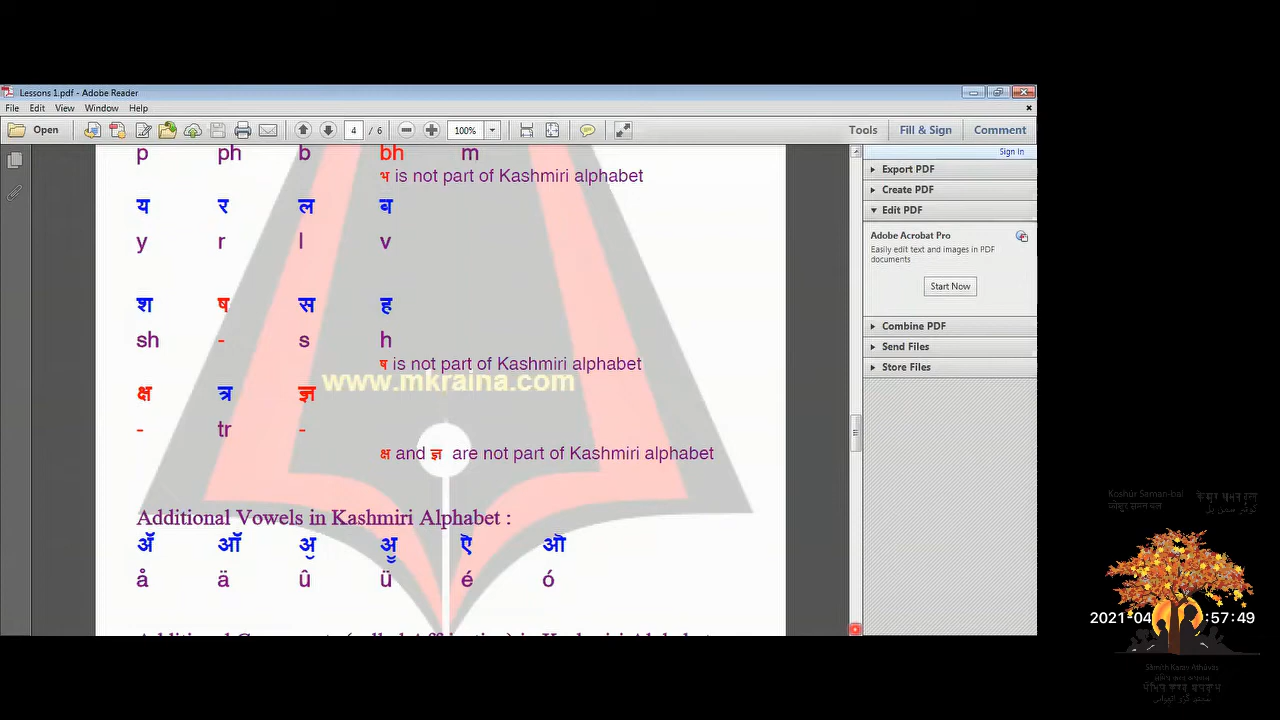 Lessons 1.pdf - Adobe Reader
File Edit View Window Help
Open 4 / 6 100% Tools Fill & Sign Comment
Sign In
Export PDF
Create PDF
Edit PDF
Adobe Acrobat Pro
Easily edit text and images in PDF
documents
Start Now
Combine PDF
Send Files
Store Files
p ph b bh m
भ is not part of Kashmiri alphabet
य र ल ब
y r l v
श ष स ह
sh - s h
ष is not part of Kashmiri alphabet
www.mkraina.com
क्ष त्र ज्ञ
- tr -
क्ष and ज्ञ are not part of Kashmiri alphabet
Additional Vowels in Kashmiri Alphabet :
å ä û ü é ó
Koshur Saman-bal
2021-04
:57:49